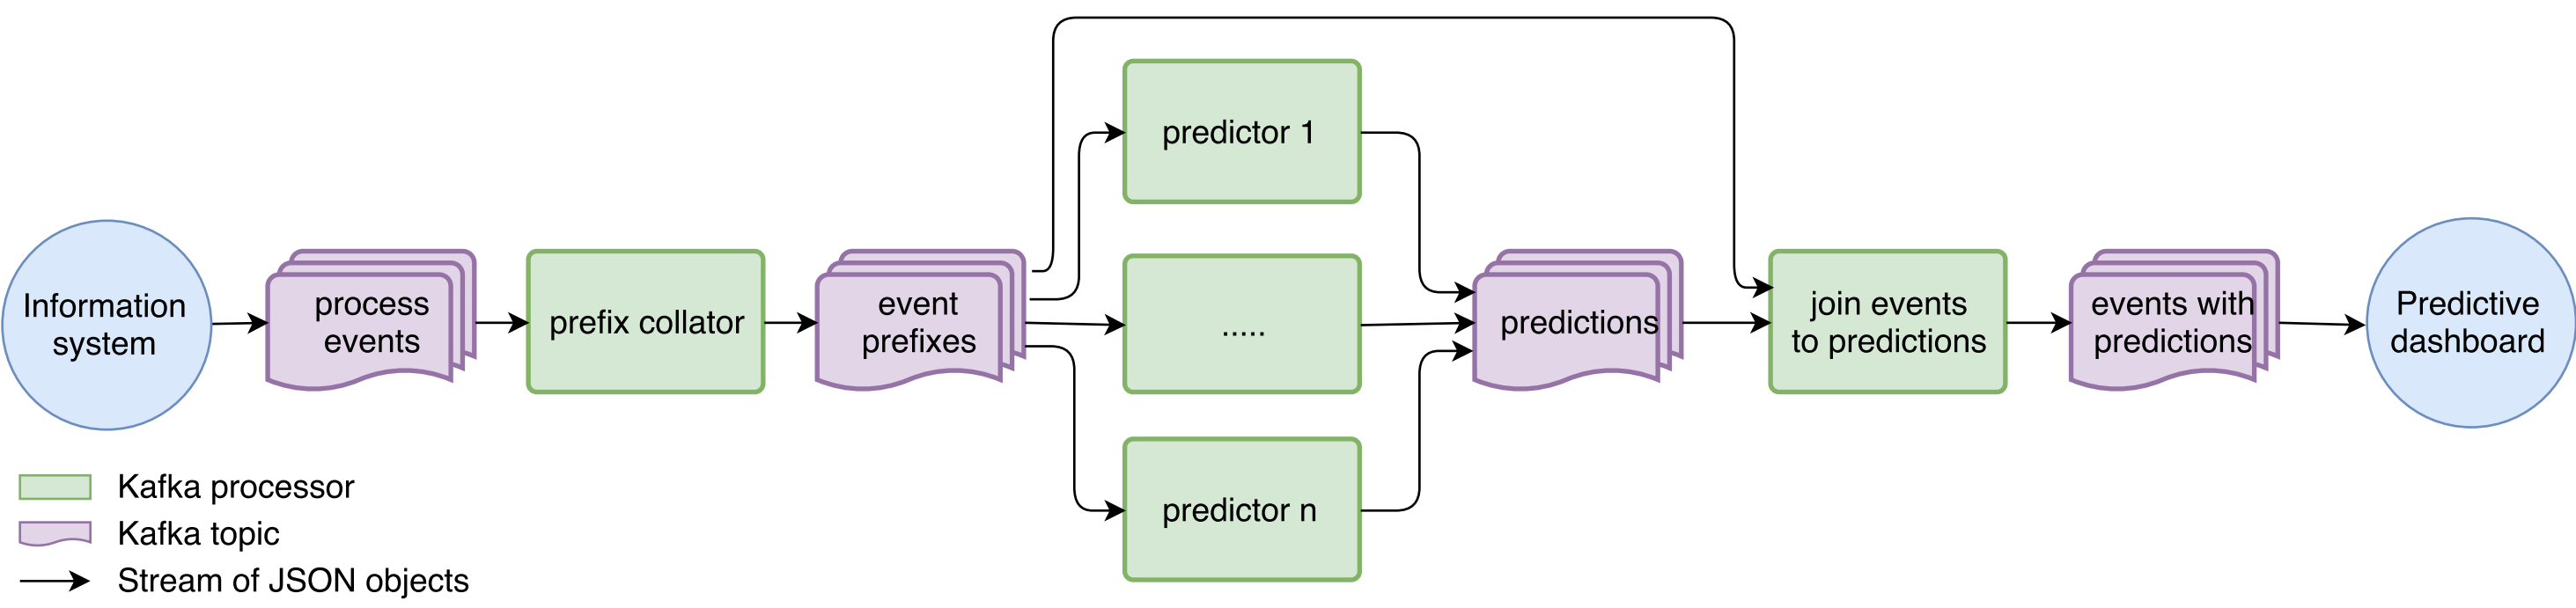 Information
system
process
events
prefix collator
event
prefixes
predictor 1
.....
predictor n
predictions
join events
to predictions
events with
predictions
Predictive
dashboard
Kafka processor
Kafka topic
Stream of JSON objects